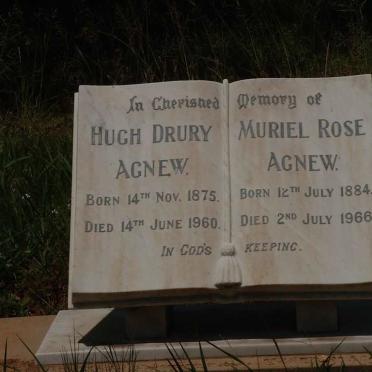 In Cherished Memory of
HUGH DRURY
AGNEW.
BORN 14TH NOV. 1875.
DIED 14TH JUNE 1960.
MURIEL ROSE
AGNEW.
BORN 12TH JULY 1884.
DIED 2ND JULY 1966
IN GOD'S KEEPING.